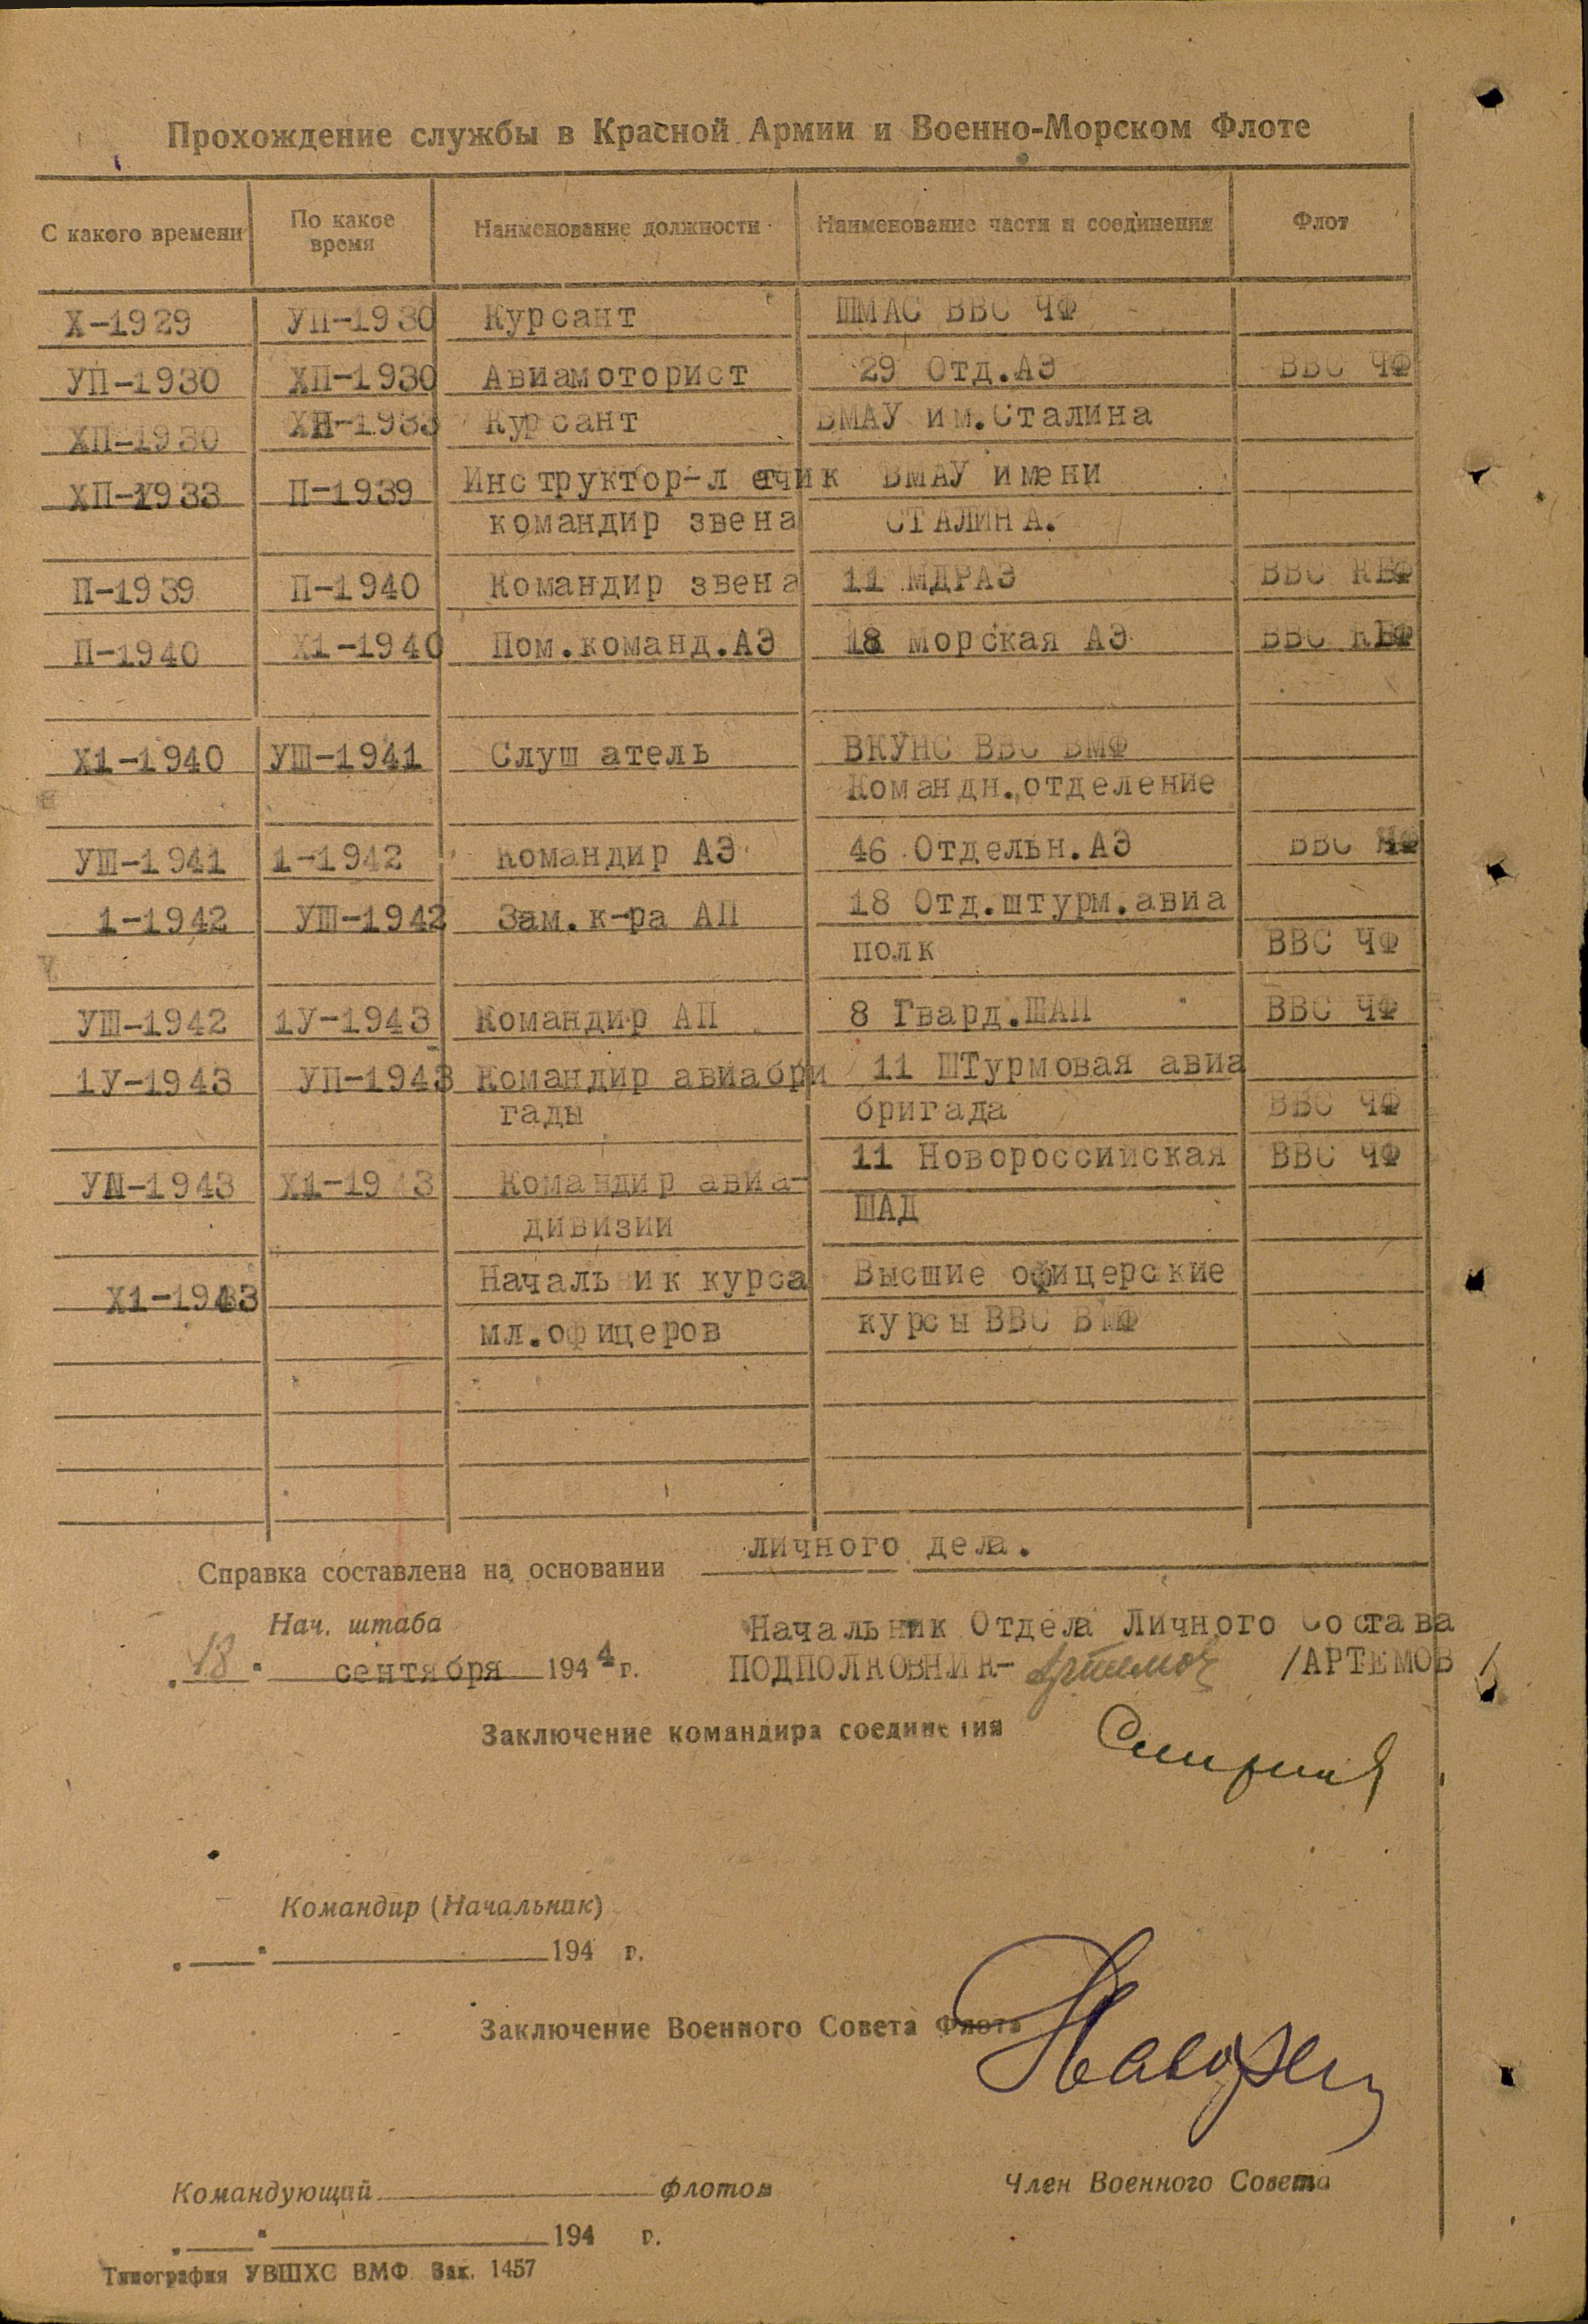 Прохождение службы в Красной Армии и Военно-Морском Флоте
С какого времени По какое время Наименование должности Наименование части и соединения Флот
X-1929 УП-1930 Курсант ШМАС ВВС ЧФ
УП-1930 ХП-1930 Авиамоторист 29 Отд.АЭ ВВС ЧФ
ХП-1930 ХП-1933 Курсант ВМАУ им.Сталина
ХП-1933 П-1939 Инструктор-летчик ВМАУ имени
командир звена СТАЛИНА.
П-1939 П-1940 Командир звена 11 МДРАЭ ВВС КБФ
П-1940 X1-1940 Пом.команд.АЭ 18 морская АЭ ВВС КБФ
X1-1940 УШ-1941 Слушатель ВКУНС ВВС ВМФ
Командн.отделение
УШ-1941 1-1942 Командир АЭ 46 Отдельн.АЭ ВВС ЧФ
1-1942 УШ-1942 Зам.к-ра АП 18 Отд.штурм.авиа
полк ВВС ЧФ
УШ-1942 1У-1943 Командир АП 8 Гвард.ШАП ВВС ЧФ
1У-1943 УП-1943 Командир авиабри 11 ШТурмовая авиа
гады бригада ВВС ЧФ
УП-1943 X1-1943 Командир авиа- 11 Новороссийская ВВС ЧФ
дивизии ШАД
X1-1943 Начальник курса Высшие офицерские
мл.офицеров курсы ВВС ВМФ
Справка составлена на основании личного дела.
Нач. штаба Начальник Отдела Личного Состава
„18" сентября 1944 г. ПОДПОЛКОВНИК- Артемов /АРТЕМОВ/
Заключение командира соединения
Командир (Начальник)
„ " 194 г.
Заключение Военного Совета Флота
Командующий флотом Член Военного Совета
„ " 194 г.
Типография УВШХС ВМФ Зак. 1457